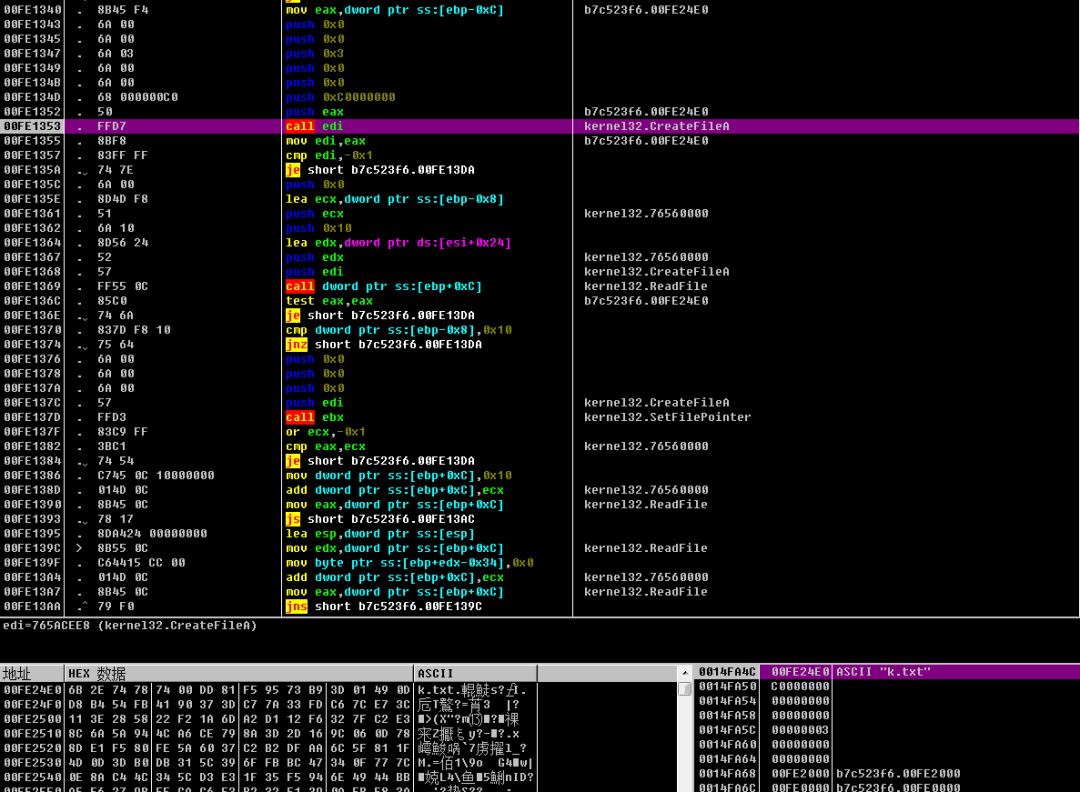 00FE1340 . 8B45 F4 mov eax,dword ptr ss:[ebp-0xC] b7c523f6.00FE24E0
00FE1343 . 6A 00 push 0x0
00FE1345 . 6A 00 push 0x0
00FE1347 . 6A 03 push 0x3
00FE1349 . 6A 00 push 0x0
00FE134B . 6A 00 push 0x0
00FE134D . 68 000000C0 push 0xC0000000
00FE1352 . 50 push eax b7c523f6.00FE24E0
00FE1353 . FFD7 call edi kernel32.CreateFileA
00FE1355 . 8BF8 mov edi,eax b7c523f6.00FE24E0
00FE1357 . 83FF FF cmp edi,-0x1
00FE135A . 74 7E je short b7c523f6.00FE13DA
00FE135C . 6A 00 push 0x0
00FE135E . 8D4D F8 lea ecx,dword ptr ss:[ebp-0x8]
00FE1361 . 51 push ecx kernel32.76560000
00FE1362 . 6A 10 push 0x10
00FE1364 . 8D56 24 lea edx,dword ptr ds:[esi+0x24]
00FE1367 . 52 push edx kernel32.76560000
00FE1368 . 57 push edi kernel32.CreateFileA
00FE1369 . FF55 0C call dword ptr ss:[ebp+0xC] kernel32.ReadFile
00FE136C . 85C0 test eax,eax b7c523f6.00FE24E0
00FE136E . 74 6A je short b7c523f6.00FE13DA
00FE1370 . 837D F8 10 cmp dword ptr ss:[ebp-0x8],0x10
00FE1374 . 75 64 jnz short b7c523f6.00FE13DA
00FE1376 . 6A 00 push 0x0
00FE1378 . 6A 00 push 0x0
00FE137A . 6A 00 push 0x0
00FE137C . 57 push edi kernel32.CreateFileA
00FE137D . FFD3 call ebx kernel32.SetFilePointer
00FE137F . 83C9 FF or ecx,-0x1
00FE1382 . 3BC1 cmp eax,ecx kernel32.76560000
00FE1384 . 74 54 je short b7c523f6.00FE13DA
00FE1386 . C745 0C 10000000 mov dword ptr ss:[ebp+0xC],0x10
00FE138D . 014D 0C add dword ptr ss:[ebp+0xC],ecx kernel32.76560000
00FE1390 . 8B45 0C mov eax,dword ptr ss:[ebp+0xC] kernel32.ReadFile
00FE1393 . 78 17 js short b7c523f6.00FE13AC
00FE1395 . 8DA424 00000000 lea esp,dword ptr ss:[esp]
00FE139C > 8B55 0C mov edx,dword ptr ss:[ebp+0xC] kernel32.ReadFile
00FE139F . C64415 CC 00 mov byte ptr ss:[ebp+edx-0x34],0x0
00FE13A4 . 014D 0C add dword ptr ss:[ebp+0xC],ecx kernel32.76560000
00FE13A7 . 8B45 0C mov eax,dword ptr ss:[ebp+0xC] kernel32.ReadFile
00FE13AA .^ 79 F0 jns short b7c523f6.00FE139C
edi=765ACEE8 (kernel32.CreateFileA)
地址 HEX 数据 ASCII
00FE24E0 6B 2E 74 78 74 00 DD 81 F5 95 73 B9 3D 01 49 0D k.txt.
00FE24F0 D8 B4 54 FB 41 90 37 3D C7 7A 33 FD C6 7C E7 3C
00FE2500 11 3E 28 58 22 F2 1A 6D A2 D1 12 F6 32 7F C2 E3
00FE2510 8C 6A 5A 94 4C A6 CE 79 8A 3D 2D 16 9C 06 0D 78
00FE2520 8D E1 F5 80 FE 5A 60 37 C2 B2 DF AA 6C 5F 81 1F
00FE2530 4D 0D 3D B0 DB 31 5C 39 6F FB BC 47 34 0F 77 7C
00FE2540 0E 8A C4 4C 34 5C D3 E3 1F 35 F5 94 6E 49 44 BB
0014FA4C 00FE24E0 ASCII "k.txt"
0014FA50 C0000000
0014FA54 00000000
0014FA58 00000000
0014FA5C 00000003
0014FA60 00000000
0014FA64 00000000
0014FA68 00FE2000 b7c523f6.00FE2000
0014FA6C 00FE0000 b7c523f6.00FE0000